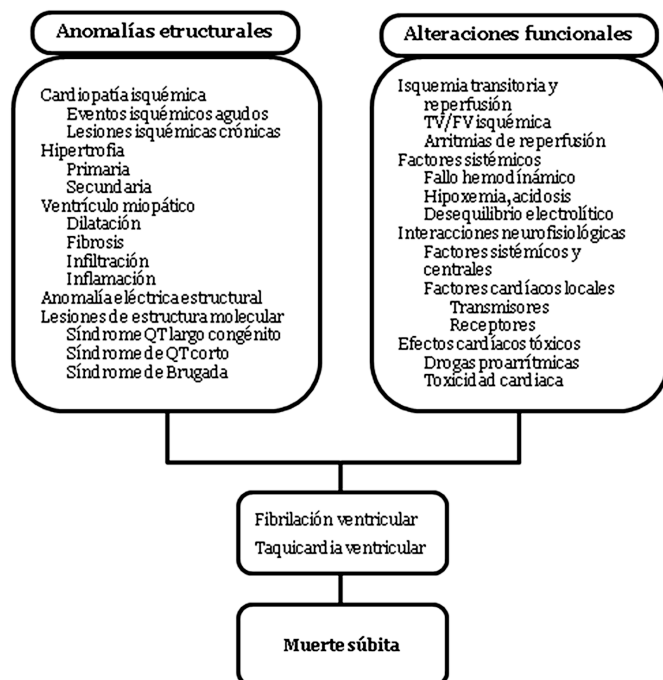 Anomalías etructurales
Cardiopatía isquémica
Eventos isquémicos agudos
Lesiones isquémicas crónicas
Hipertrofia
Primaria
Secundaria
Ventrículo miopático
Dilatación
Fibrosis
Infiltración
Inflamación
Anomalía eléctrica estructural
Lesiones de estructura molecular
Síndrome QT largo congénito
Síndrome de QT corto
Síndrome de Brugada
Alteraciones funcionales
Isquemia transitoria y
reperfusión
TV/FV isquémica
Arritmias de reperfusión
Factores sistémicos
Fallo hemodínámico
Hipoxemia, acidosis
Desequilibrio electrolítico
Interacciones neurofisiológicas
Factores sistémícos y
centrales
Factores cardíacos locales
Transmisores
Receptores
Efectos cardíacos tóxicos
Drogas proarrítmicas
Toxicidad cardiaca
Fibrilación ventricular
Taquicardia ventricular
Muerte súbita